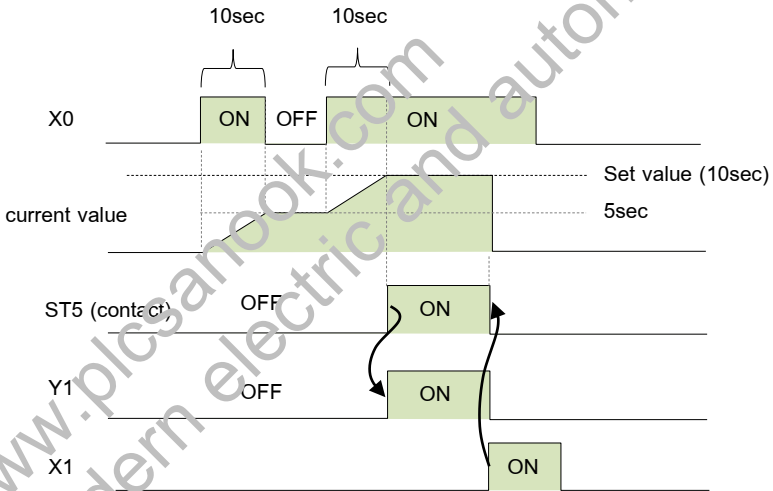 10sec 10sec
X0 ON OFF ON
Set value (10sec)
current value 5sec
ST5 (contact) OFF ON
Y1 OFF ON
X1 ON
www.plcsanook.com
modern electric and